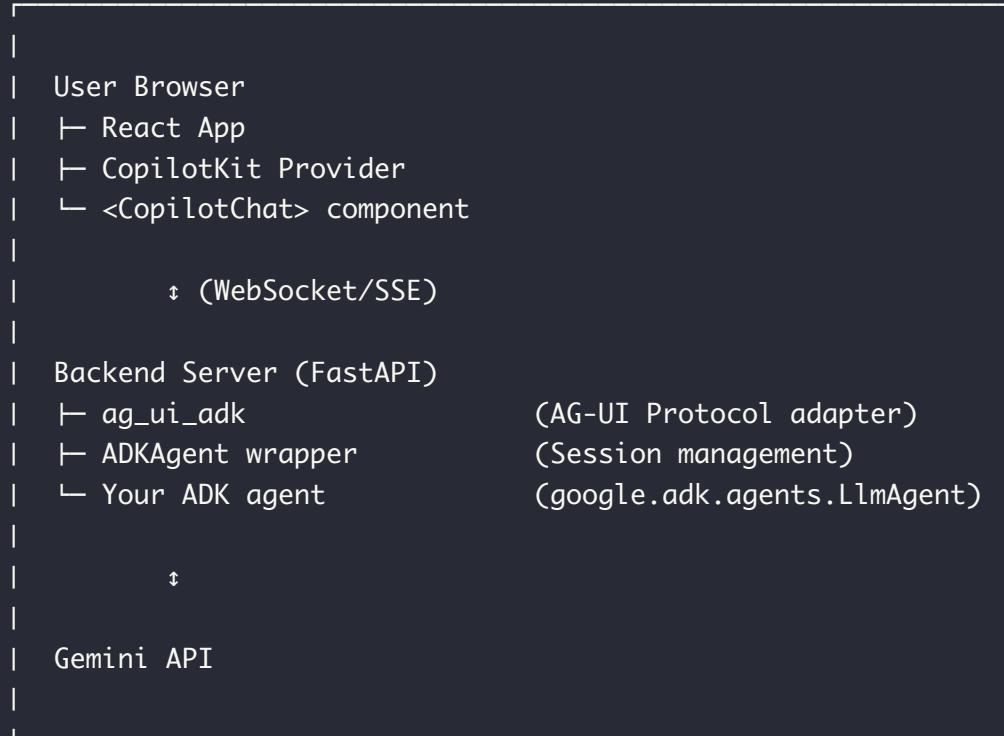 User Browser
├─ React App
├─ CopilotKit Provider
└─ <CopilotChat> component
↕ (WebSocket/SSE)
Backend Server (FastAPI)
├─ ag_ui_adk (AG-UI Protocol adapter)
├─ ADKAgent wrapper (Session management)
└─ Your ADK agent (google.adk.agents.LlmAgent)
↕
Gemini API